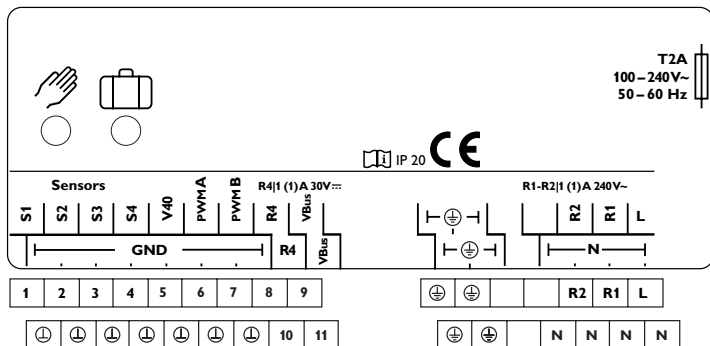 T2A
100–240V~
50–60 Hz
IP 20 CE
Sensors R4|1 (1)A 30V⎓ R1-R2|1 (1)A 240V~
S1 S2 S3 S4 V40 PWM A PWM B R4 VBus R2 R1 L
GND R4 VBus N
1 2 3 4 5 6 7 8 9 R2 R1 L
10 11 N N N N